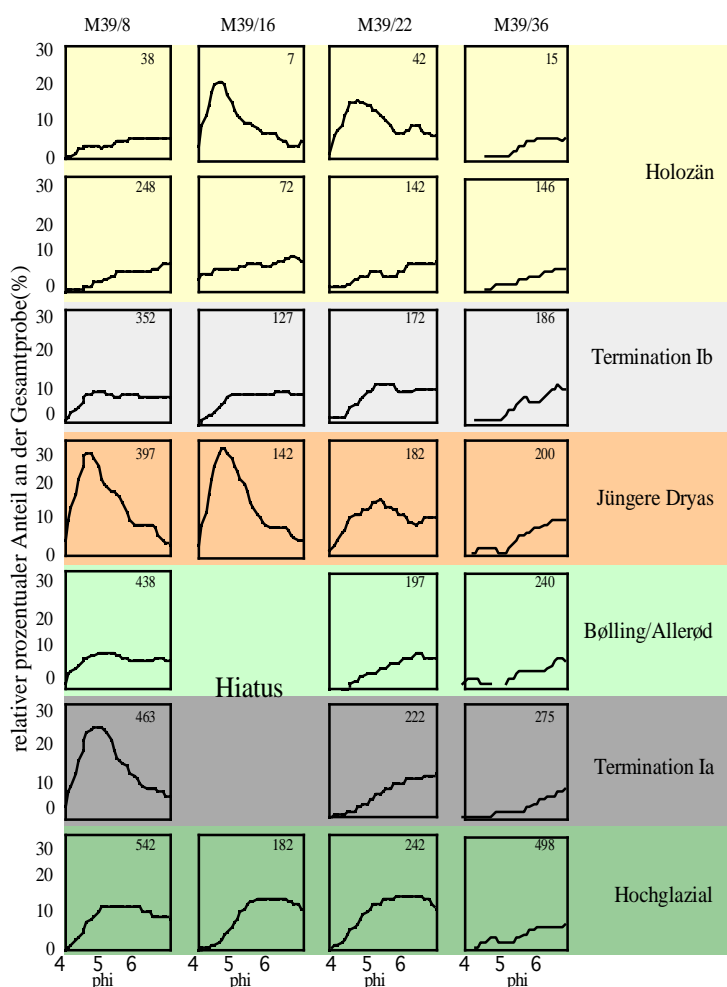 M39/8 M39/16 M39/22 M39/36
relativer prozentualer Anteil an der Gesamtprobe(%)
30 38 7 42 15
20
10
0
Holozän
30 248 72 142 146
20
10
0
30 352 127 172 186
20
10
0
Termination Ib
30 397 142 182 200
20
10
0
Jüngere Dryas
30 438 197 240
20
10
0
Bølling/Allerød
Hiatus
30 463 222 275
20
10
0
Termination Ia
30 542 182 242 498
20
10
0
Hochglazial
4 5 6 4 5 6 4 5 6 4 5 6
phi phi phi phi